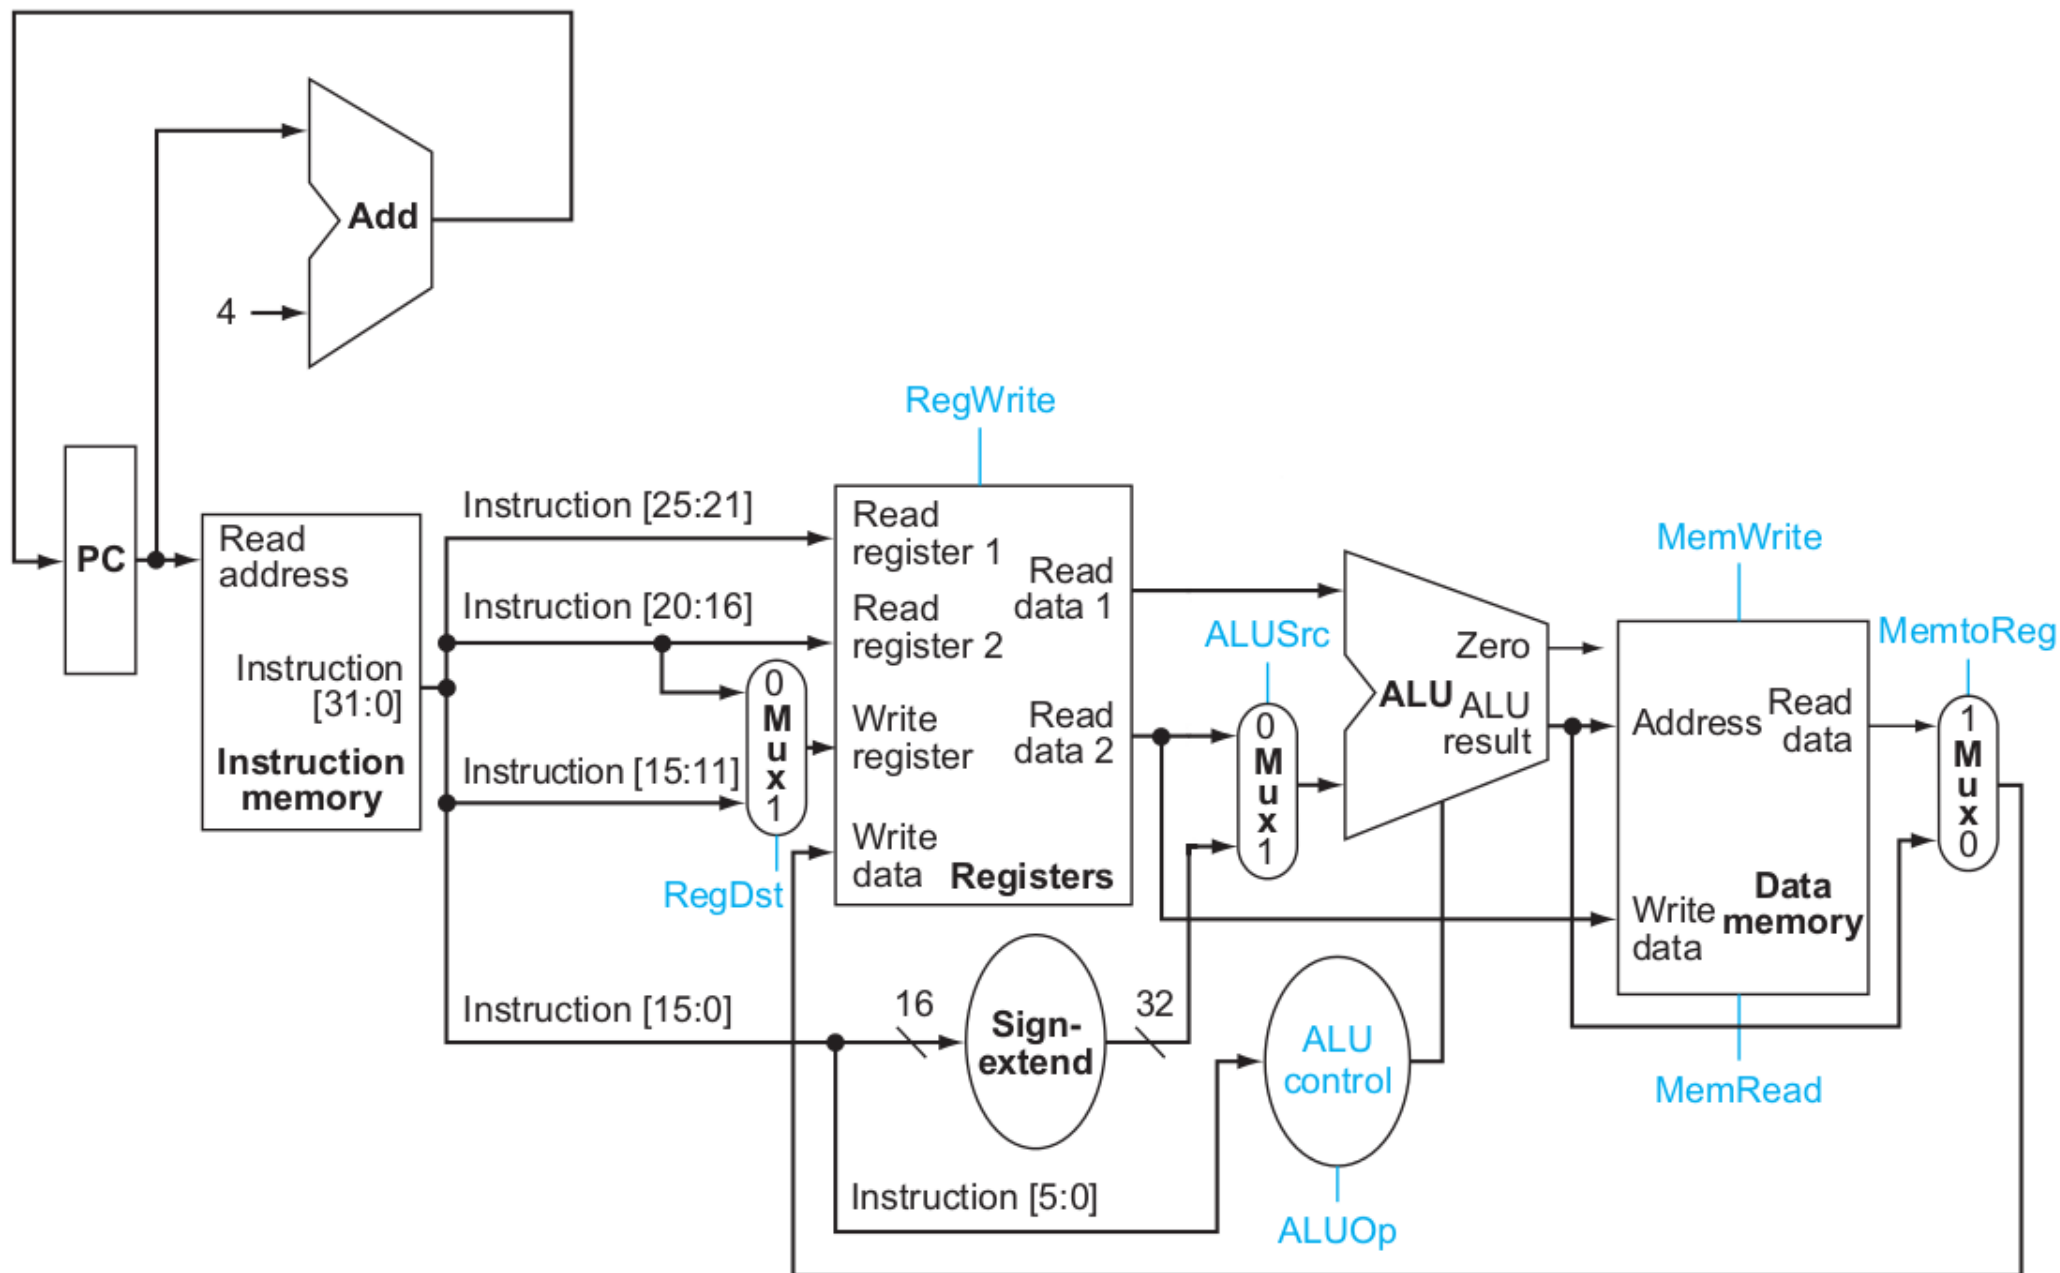 Add
4
RegWrite
PC
Read
address
Instruction
[31:0]
Instruction
memory
Instruction [25:21]
Instruction [20:16]
Instruction [15:11]
Instruction [15:0]
0
M
u
x
1
RegDst
Read
register 1
Read
register 2
Write
register
Write
data
Read
data 1
Read
data 2
Registers
16
Sign-
extend
32
Instruction [5:0]
ALUSrc
0
M
u
x
1
ALU
Zero
ALU
result
ALU
control
ALUOp
MemWrite
Address
Read
data
Write
data
Data
memory
MemRead
MemtoReg
1
M
u
x
0